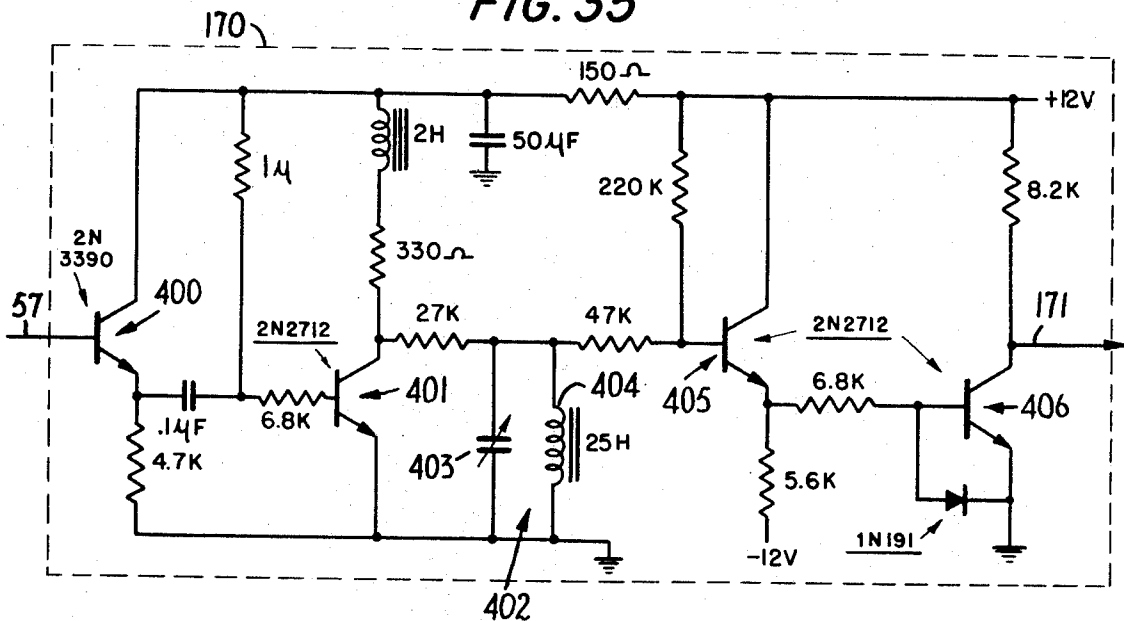 FIG. 35
170
150Ω
+12V
2H
50µF
1µ
220K
8.2K
2N
3390
330Ω
400
57
27K
47K
171
2N2712
2N2712
404
405
6.8K
401
406
.1µF
6.8K
403
25H
4.7K
5.6K
1N191
-12V
402